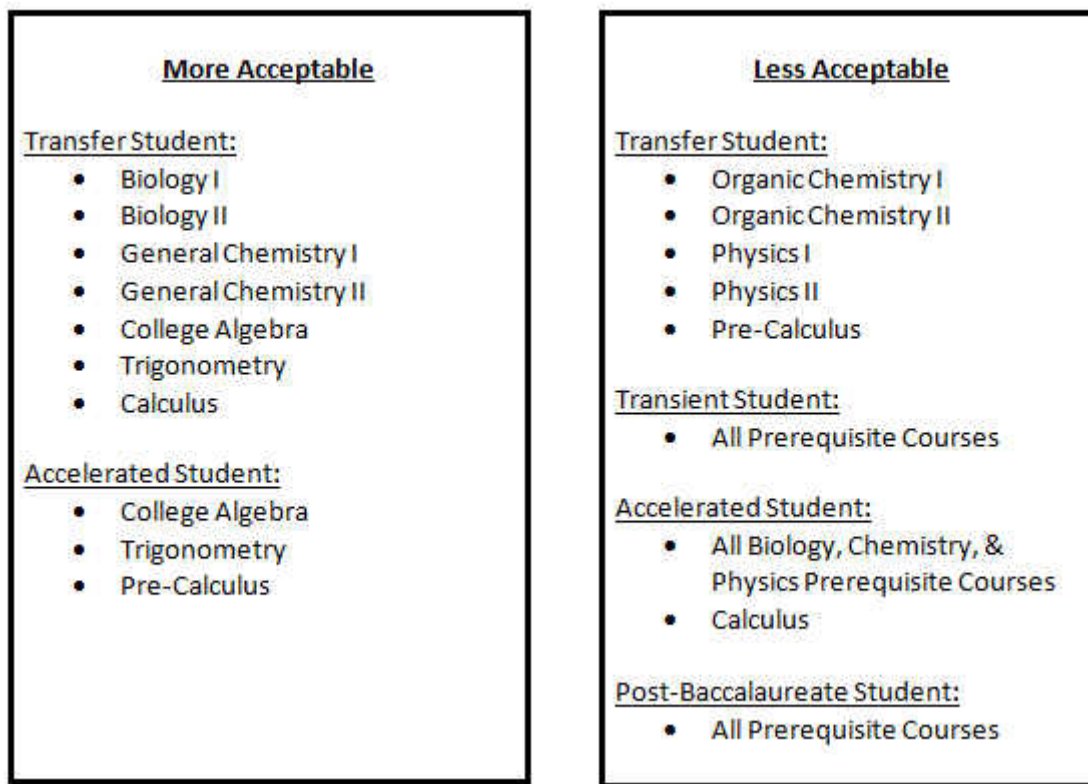 More Acceptable
Transfer Student:
• Biology I
• Biology II
• General Chemistry I
• General Chemistry II
• College Algebra
• Trigonometry
• Calculus
Accelerated Student:
• College Algebra
• Trigonometry
• Pre-Calculus
Less Acceptable
Transfer Student:
• Organic Chemistry I
• Organic Chemistry II
• Physics I
• Physics II
• Pre-Calculus
Transient Student:
• All Prerequisite Courses
Accelerated Student:
• All Biology, Chemistry, &
Physics Prerequisite Courses
• Calculus
Post-Baccalaureate Student:
• All Prerequisite Courses